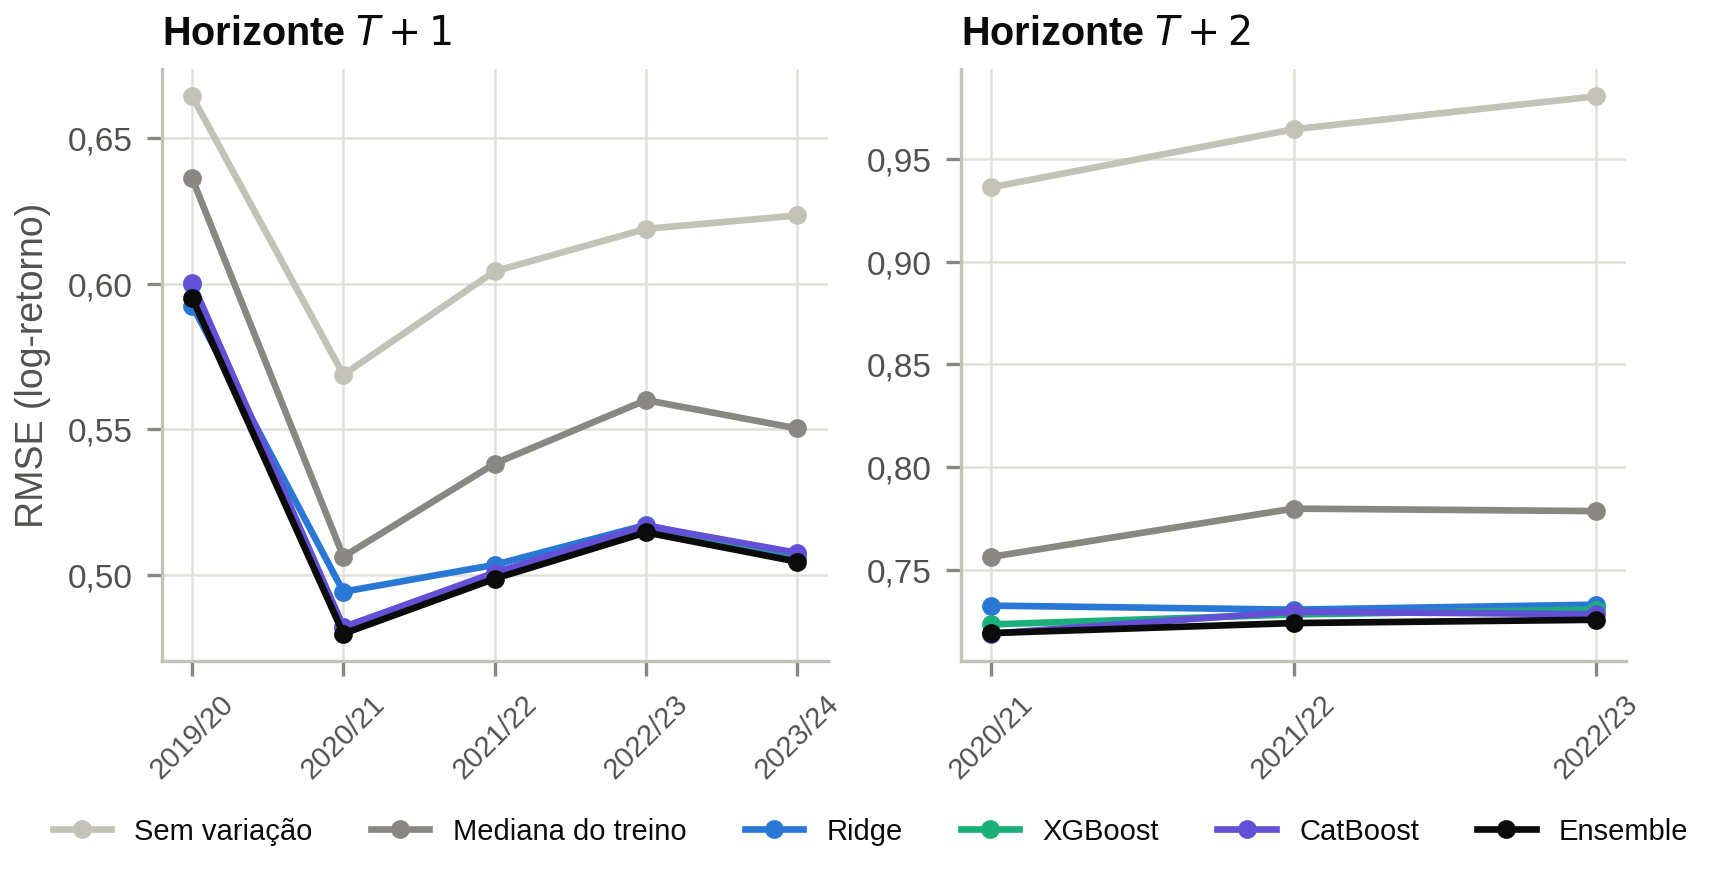 Horizonte T + 1
Horizonte T + 2
RMSE (log-retorno)
0,65
0,60
0,55
0,50
0,95
0,90
0,85
0,80
0,75
2019/20
2020/21
2021/22
2022/23
2023/24
2020/21
2021/22
2022/23
Sem variação
Mediana do treino
Ridge
XGBoost
CatBoost
Ensemble